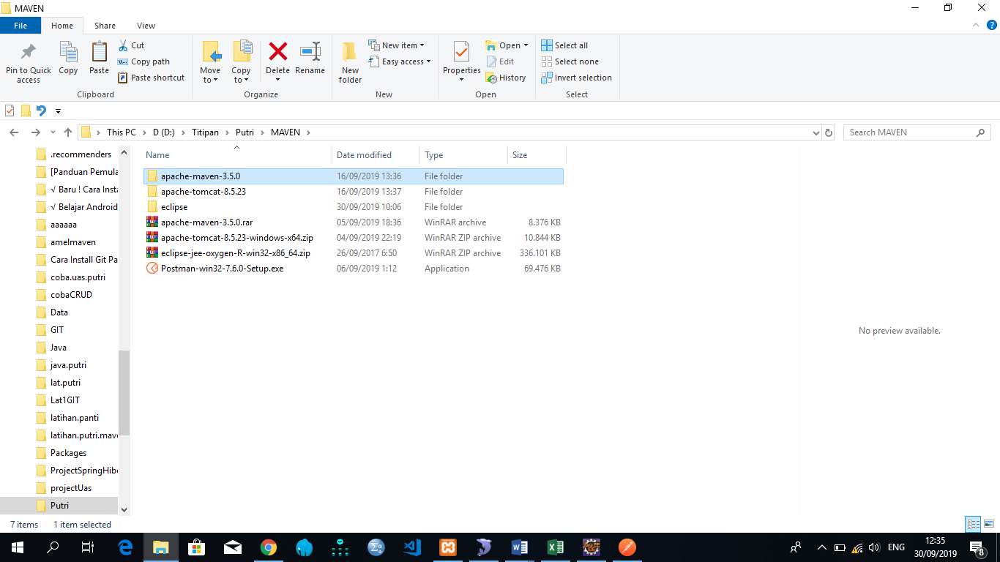 MAVEN
File Home Share View
Pin to Quick access
Copy
Paste
Cut
Copy path
Paste shortcut
Clipboard
Move to
Copy to
Delete
Rename
Organize
New folder
New item
Easy access
New
Properties
Open
Edit
History
Open
Select all
Select none
Invert selection
Select
This PC > D (D:) > Titipan > Putri > MAVEN >
Search MAVEN
.recommenders
[Panduan Pemula
√ Baru ! Cara Insta
√ Belajar Android
aaaaaa
amelmaven
Cara Install Git Pa
coba.uas.putri
cobaCRUD
Data
GIT
Java
java.putri
lat.putri
Lat1GIT
latihan.panti
latihan.putri.mave
Packages
ProjectSpringHibe
projectUas
Putri
Name Date modified Type Size
apache-maven-3.5.0 16/09/2019 13:36 File folder
apache-tomcat-8.5.23 16/09/2019 13:37 File folder
eclipse 30/09/2019 10:06 File folder
apache-maven-3.5.0.rar 05/09/2019 18:36 WinRAR archive 8.376 KB
apache-tomcat-8.5.23-windows-x64.zip 04/09/2019 22:19 WinRAR ZIP archive 10.844 KB
eclipse-jee-oxygen-R-win32-x86_64.zip 26/09/2017 6:50 WinRAR ZIP archive 336.101 KB
Postman-win32-7.6.0-Setup.exe 06/09/2019 1:12 Application 69.476 KB
No preview available.
7 items 1 item selected
ENG
12:35
30/09/2019
8